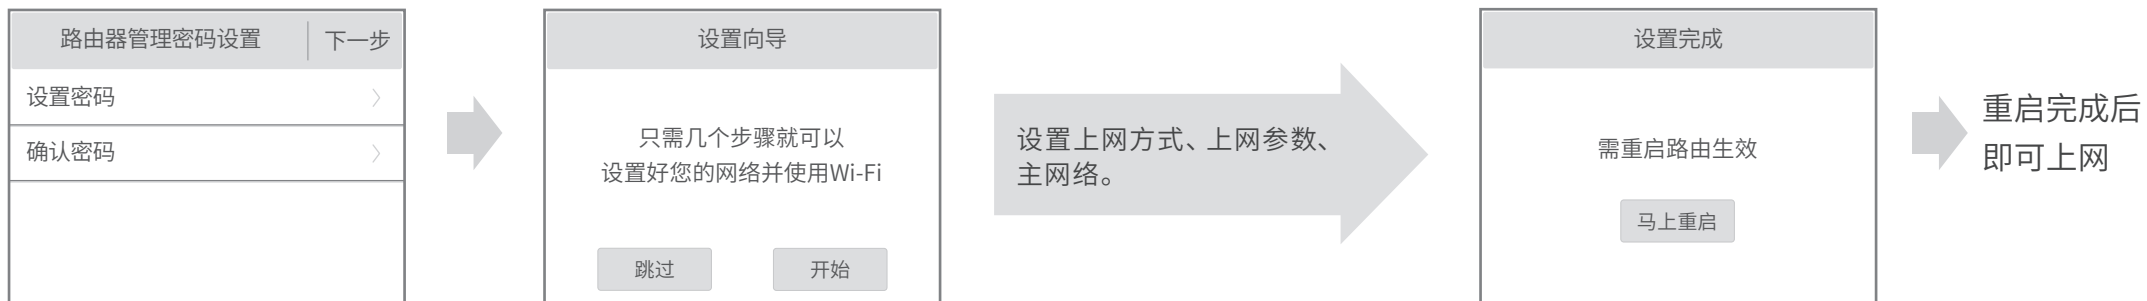 路由器管理密码设置
下一步
设置密码
确认密码
设置向导
只需几个步骤就可以
设置好您的网络并使用Wi-Fi
跳过
开始
设置上网方式、上网参数、
主网络。
设置完成
需重启路由生效
马上重启
重启完成后
即可上网